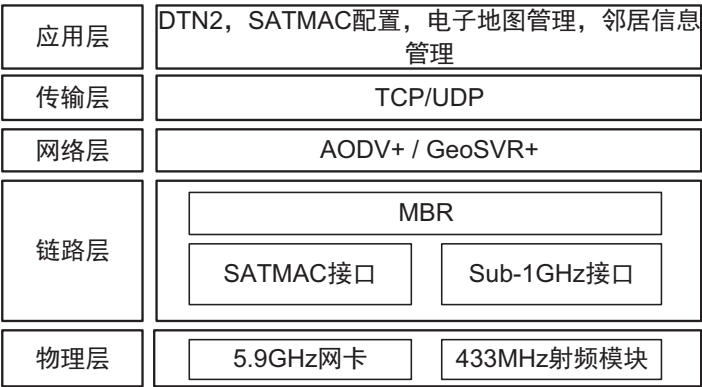 应用层
DTN2，SATMAC配置，电子地图管理，邻居信息
管理
传输层
TCP/UDP
网络层
AODV+ / GeoSVR+
链路层
MBR
SATMAC接口
Sub-1GHz接口
物理层
5.9GHz网卡
433MHz射频模块